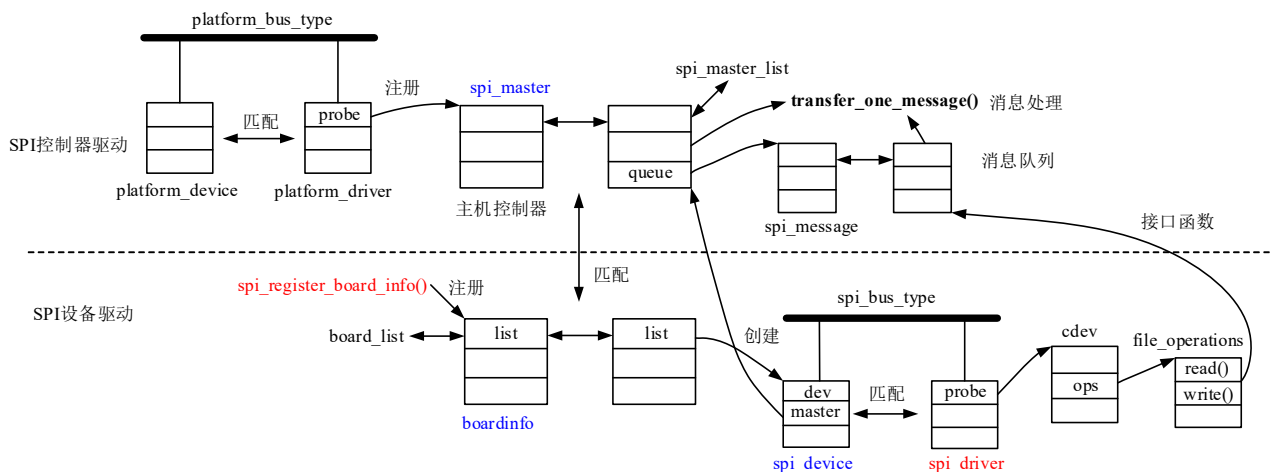 platform_bus_type
spi_master_list
注册
spi_master
transfer_one_message()
消息处理
probe
匹配
SPI控制器驱动
消息队列
queue
platform_device
platform_driver
主机控制器
spi_message
接口函数
匹配
spi_register_board_info()
注册
SPI设备驱动
spi_bus_type
board_list
list
list
创建
cdev
file_operations
read()
dev
匹配
probe
ops
write()
master
boardinfo
spi_device
spi_driver